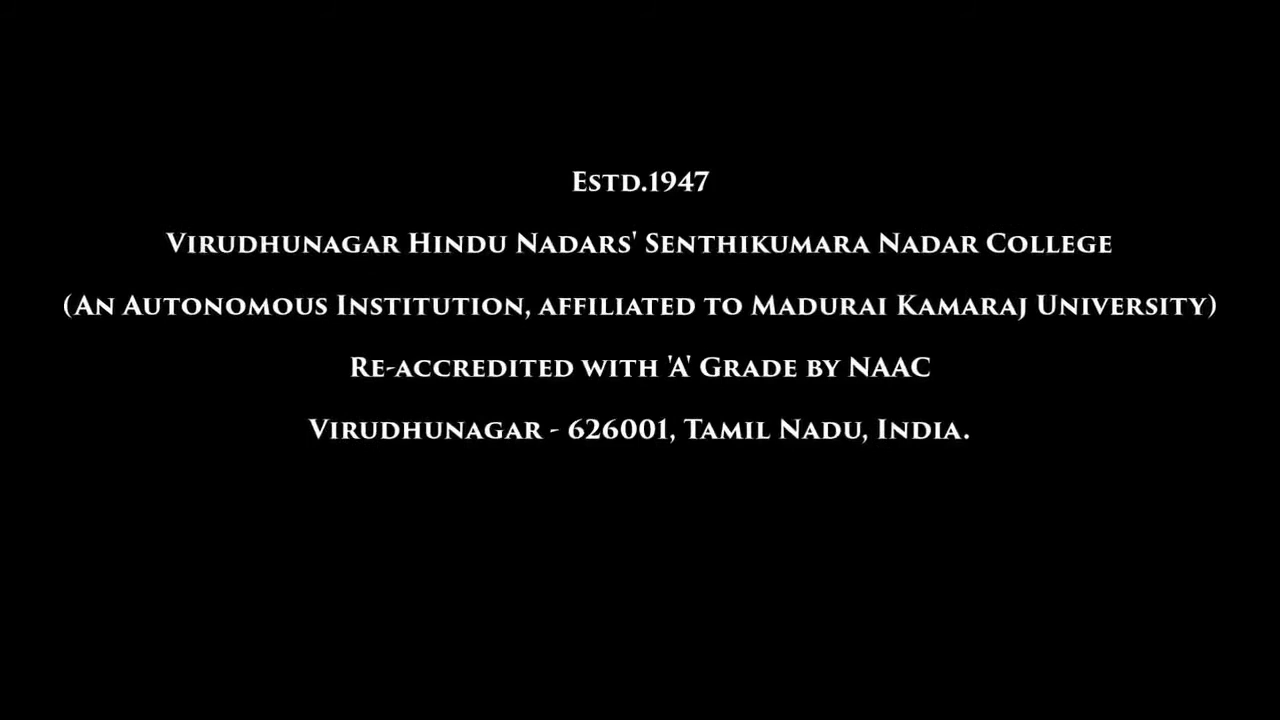 Estd.1947
Virudhunagar Hindu Nadars' Senthikumara Nadar College
(An Autonomous Institution, affiliated to Madurai Kamaraj University)
Re-accredited with 'A' Grade by NAAC
Virudhunagar - 626001, Tamil Nadu, India.